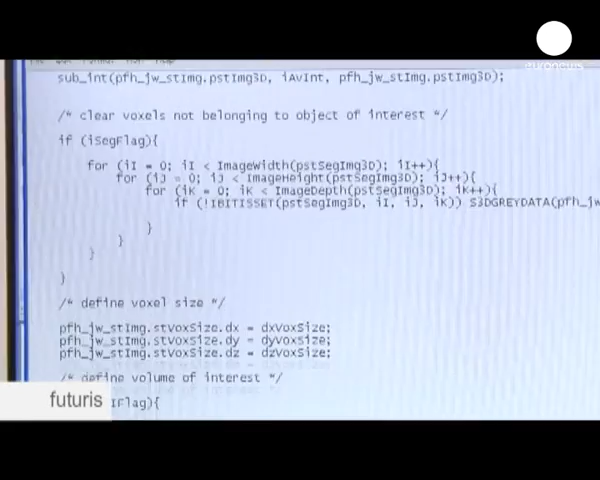 euronews
sub_int(pfh_jw_stImg.pstImg3D, iAvInt, pfh_jw_stImg.pstImg3D);
/* clear voxels not belonging to object of interest */
if (iSegFlag){
for (iI = 0; iI < ImageWidth(pstSegImg3D); iI++){
for (iJ = 0; iJ < ImageHeight(pstSegImg3D); iJ++){
for (iK = 0; iK < ImageDepth(pstSegImg3D); iK++){
if (!IBITISSET(pstSegImg3D, iI, iJ, iK)) S3DGREYDATA(pfh_jw
}
}
}
}
/* define voxel size */
pfh_jw_stImg.stVoxSize.dx = dxVoxSize;
pfh_jw_stImg.stVoxSize.dy = dyVoxSize;
pfh_jw_stImg.stVoxSize.dz = dzVoxSize;
/* define volume of interest */
IFlag){
futuris